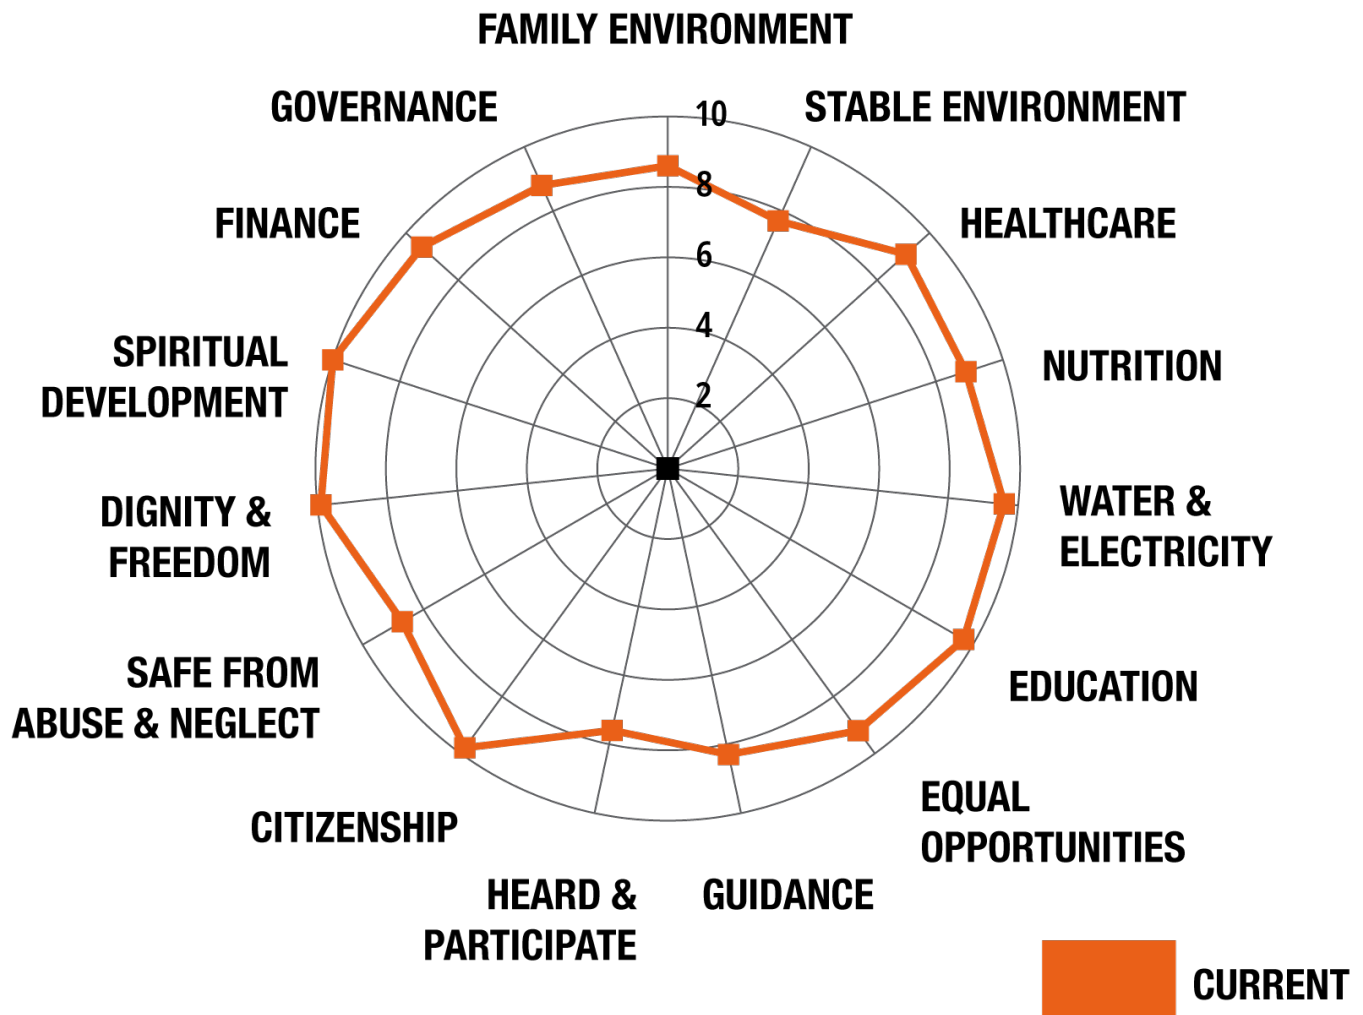 FAMILY ENVIRONMENT
GOVERNANCE
STABLE ENVIRONMENT
10
8
6
4
2
FINANCE
HEALTHCARE
SPIRITUAL
DEVELOPMENT
NUTRITION
DIGNITY &
FREEDOM
WATER &
ELECTRICITY
SAFE FROM
ABUSE & NEGLECT
EDUCATION
CITIZENSHIP
EQUAL
OPPORTUNITIES
HEARD &
PARTICIPATE
GUIDANCE
CURRENT